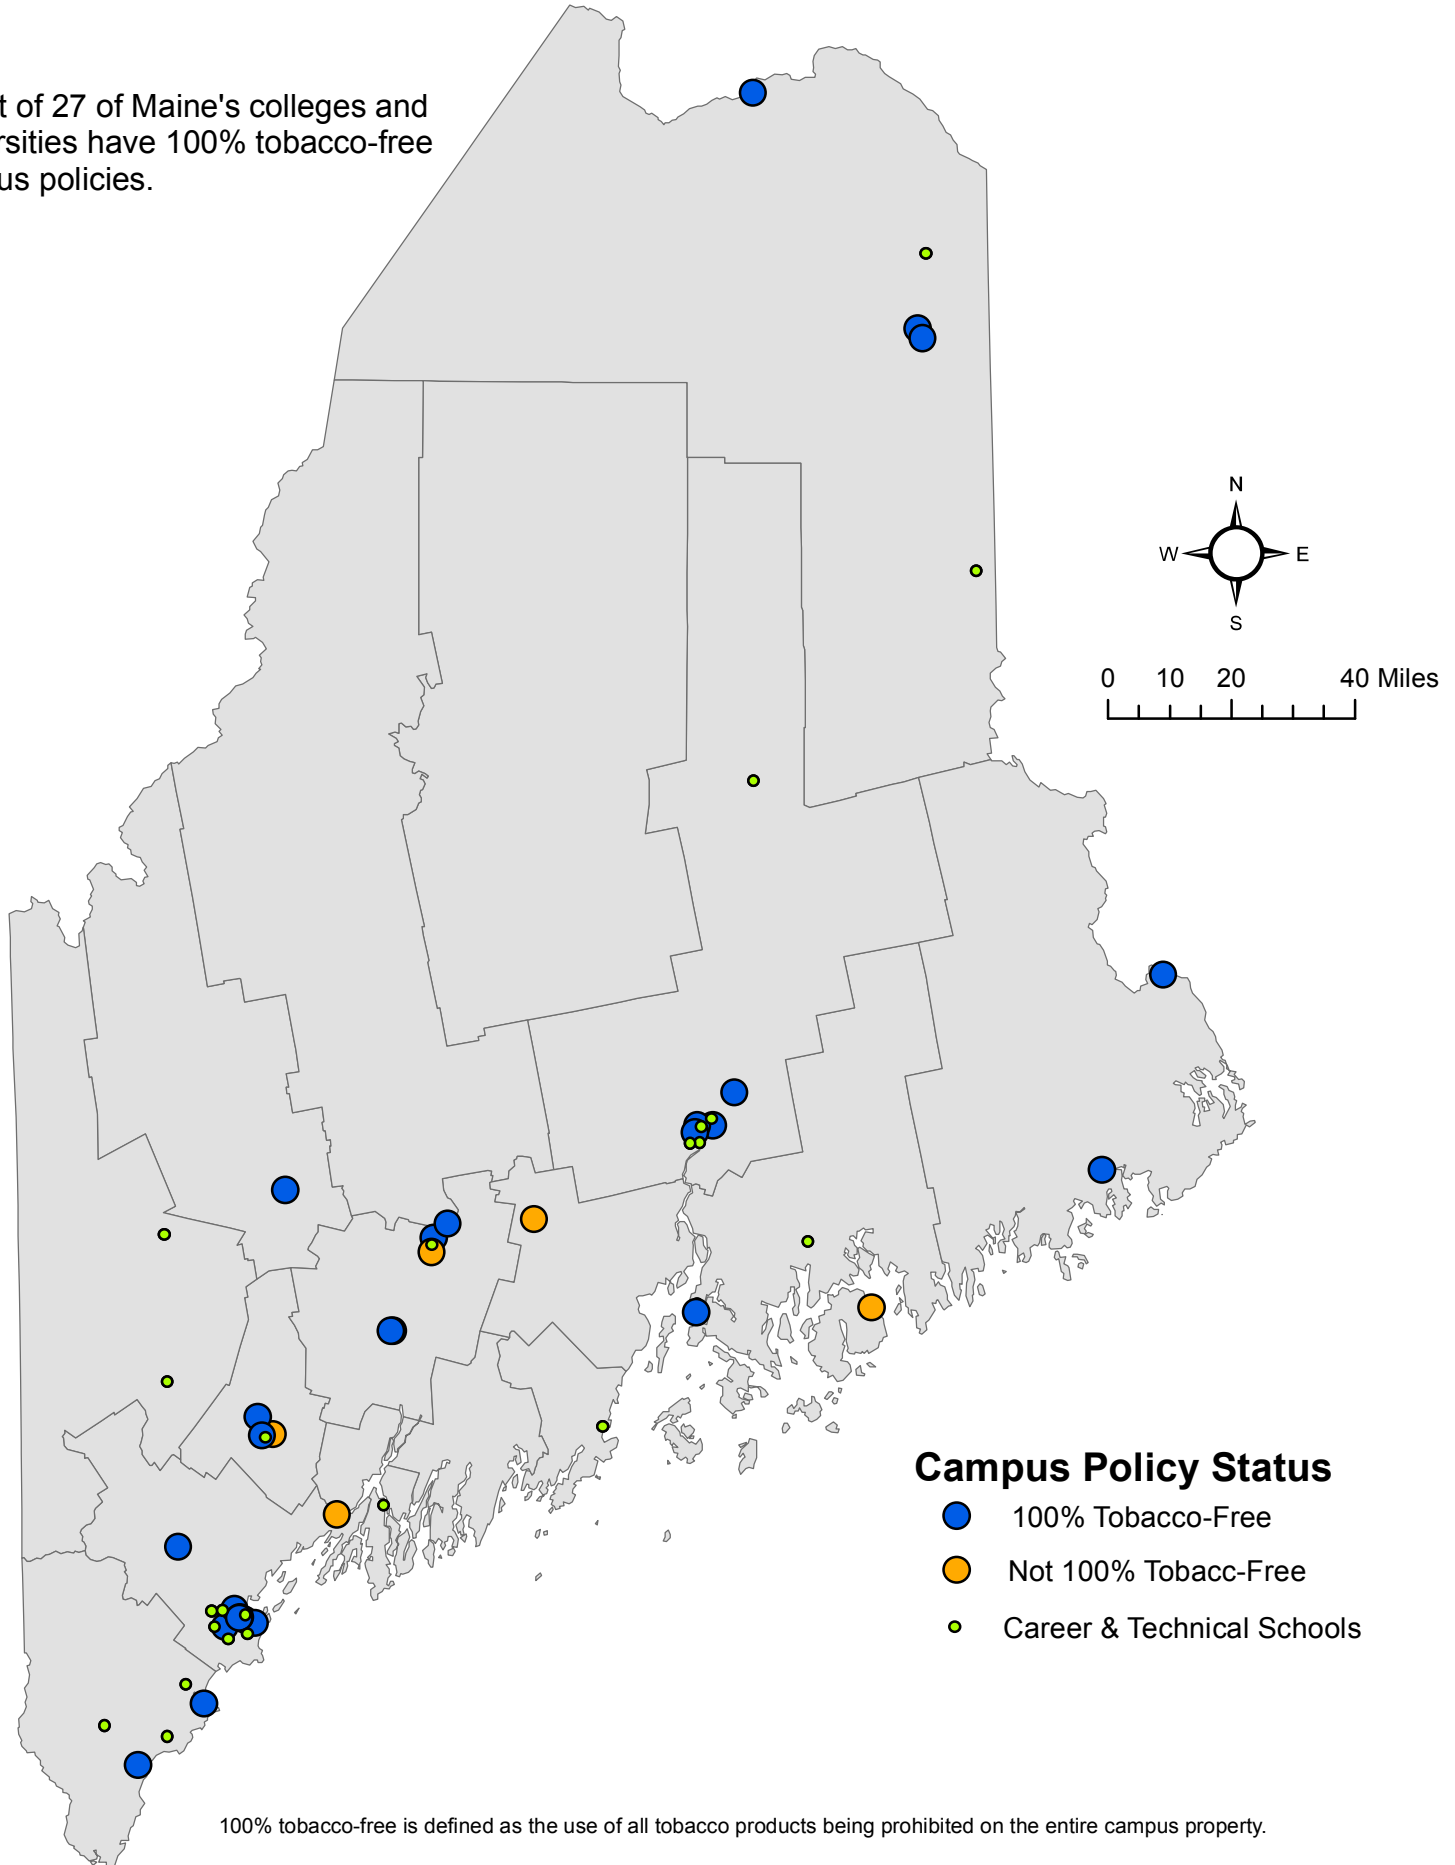 t of 27 of Maine's colleges and
rsities have 100% tobacco-free
us policies.
N
W E
S
0 10 20 40 Miles
Campus Policy Status
100% Tobacco-Free
Not 100% Tobacc-Free
Career & Technical Schools
100% tobacco-free is defined as the use of all tobacco products being prohibited on the entire campus property.